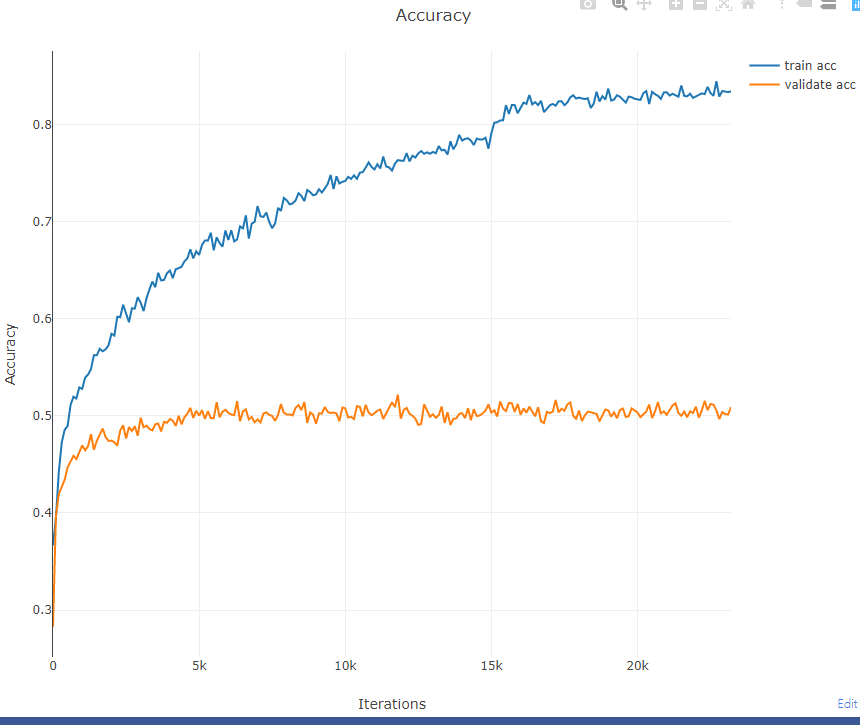 Accuracy
train acc
validate acc
0.8
0.7
0.6
0.5
0.4
0.3
Accuracy
0
5k
10k
15k
20k
Iterations
Edit